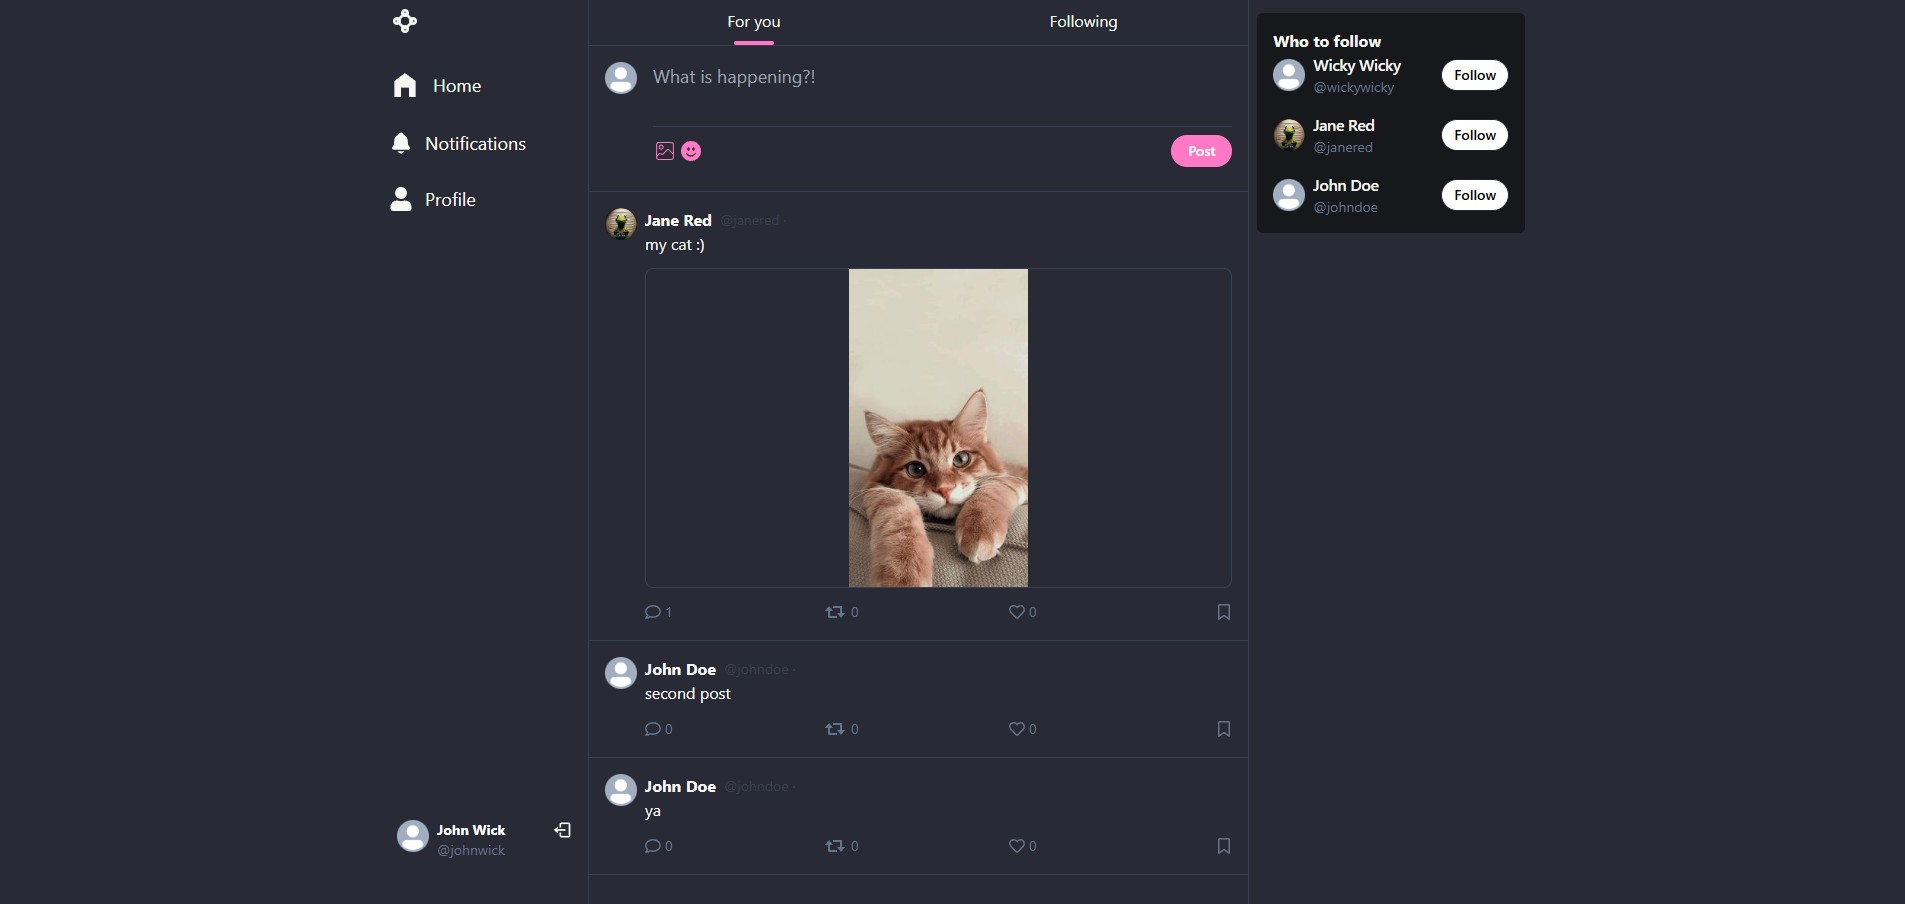 Home
Notifications
Profile
John Wick
@johnwick
For you
Following
What is happening?!
Post
Jane Red @janered ·
my cat :)
1
0
0
John Doe @johndoe ·
second post
0
0
0
John Doe @johndoe ·
ya
0
0
0
Who to follow
Wicky Wicky
@wickywicky
Follow
Jane Red
@janered
Follow
John Doe
@johndoe
Follow